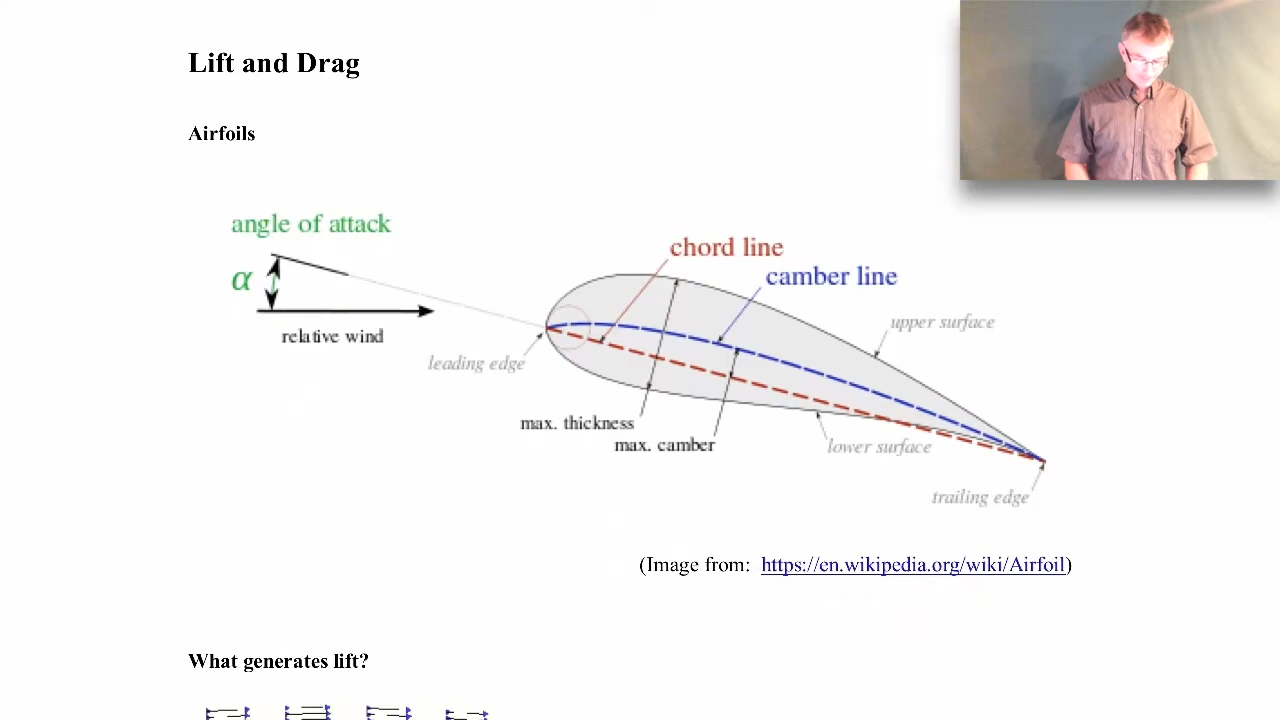 Lift and Drag
Airfoils
angle of attack
α
relative wind
leading edge
chord line
camber line
upper surface
max. thickness
max. camber
lower surface
trailing edge
(Image from: https://en.wikipedia.org/wiki/Airfoil)
What generates lift?